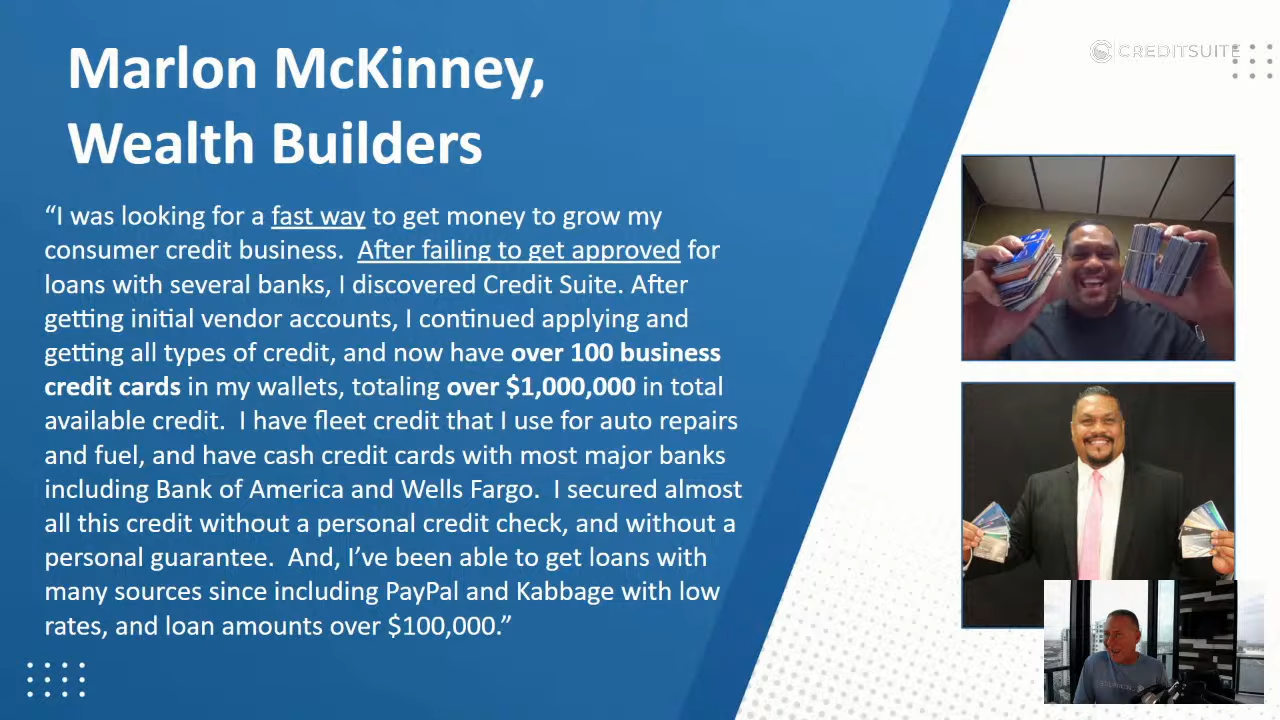 Marlon McKinney,
Wealth Builders
CREDITSUITE
“I was looking for a fast way to get money to grow my
consumer credit business.  After failing to get approved for
loans with several banks, I discovered Credit Suite. After
getting initial vendor accounts, I continued applying and
getting all types of credit, and now have over 100 business
credit cards in my wallets, totaling over $1,000,000 in total
available credit.  I have fleet credit that I use for auto repairs
and fuel, and have cash credit cards with most major banks
including Bank of America and Wells Fargo.  I secured almost
all this credit without a personal credit check, and without a
personal guarantee.  And, I’ve been able to get loans with
many sources since including PayPal and Kabbage with low
rates, and loan amounts over $100,000.”